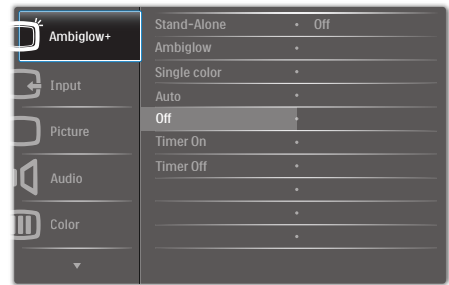 Ambiglow+
Input
Picture
Audio
Color
Stand-Alone • Off
Ambiglow •
Single color •
Auto •
Off •
Timer On •
Timer Off •
•
•
•